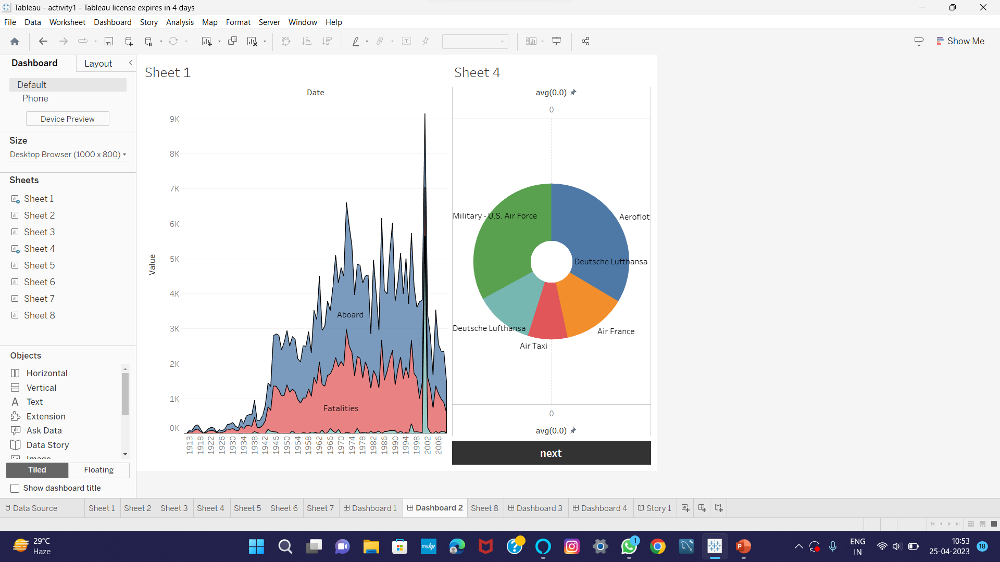 Tableau - activity1 - Tableau license expires in 4 days
File Data Worksheet Dashboard Story Analysis Map Format Server Window Help
Show Me
Dashboard Layout
Default
Phone
Device Preview
Size
Desktop Browser (1000 x 800)
Sheets
Sheet 1
Sheet 2
Sheet 3
Sheet 4
Sheet 5
Sheet 6
Sheet 7
Sheet 8
Objects
Horizontal
Vertical
Text
Extension
Ask Data
Data Story
Image
Tiled Floating
Show dashboard title
Sheet 1
Date
Value
9K
8K
7K
6K
5K
4K
3K
2K
1K
0K
Aboard
Fatalities
1913 1918 1922 1926 1930 1934 1938 1942 1946 1950 1954 1958 1962 1966 1970 1974 1978 1982 1986 1990 1994 1998 2002 2006
Sheet 4
avg(0.0)
0
Military - U.S. Air Force
Aeroflot
Deutsche Lufthansa
Deutsche Lufthansa
Air France
Air Taxi
0
avg(0.0)
next
Data Source Sheet 1 Sheet 2 Sheet 3 Sheet 4 Sheet 5 Sheet 6 Sheet 7 Dashboard 1 Dashboard 2 Sheet 8 Dashboard 3 Dashboard 4 Story 1
29°C
Haze
myhp
1
ENG
IN
10:53
25-04-2023
18